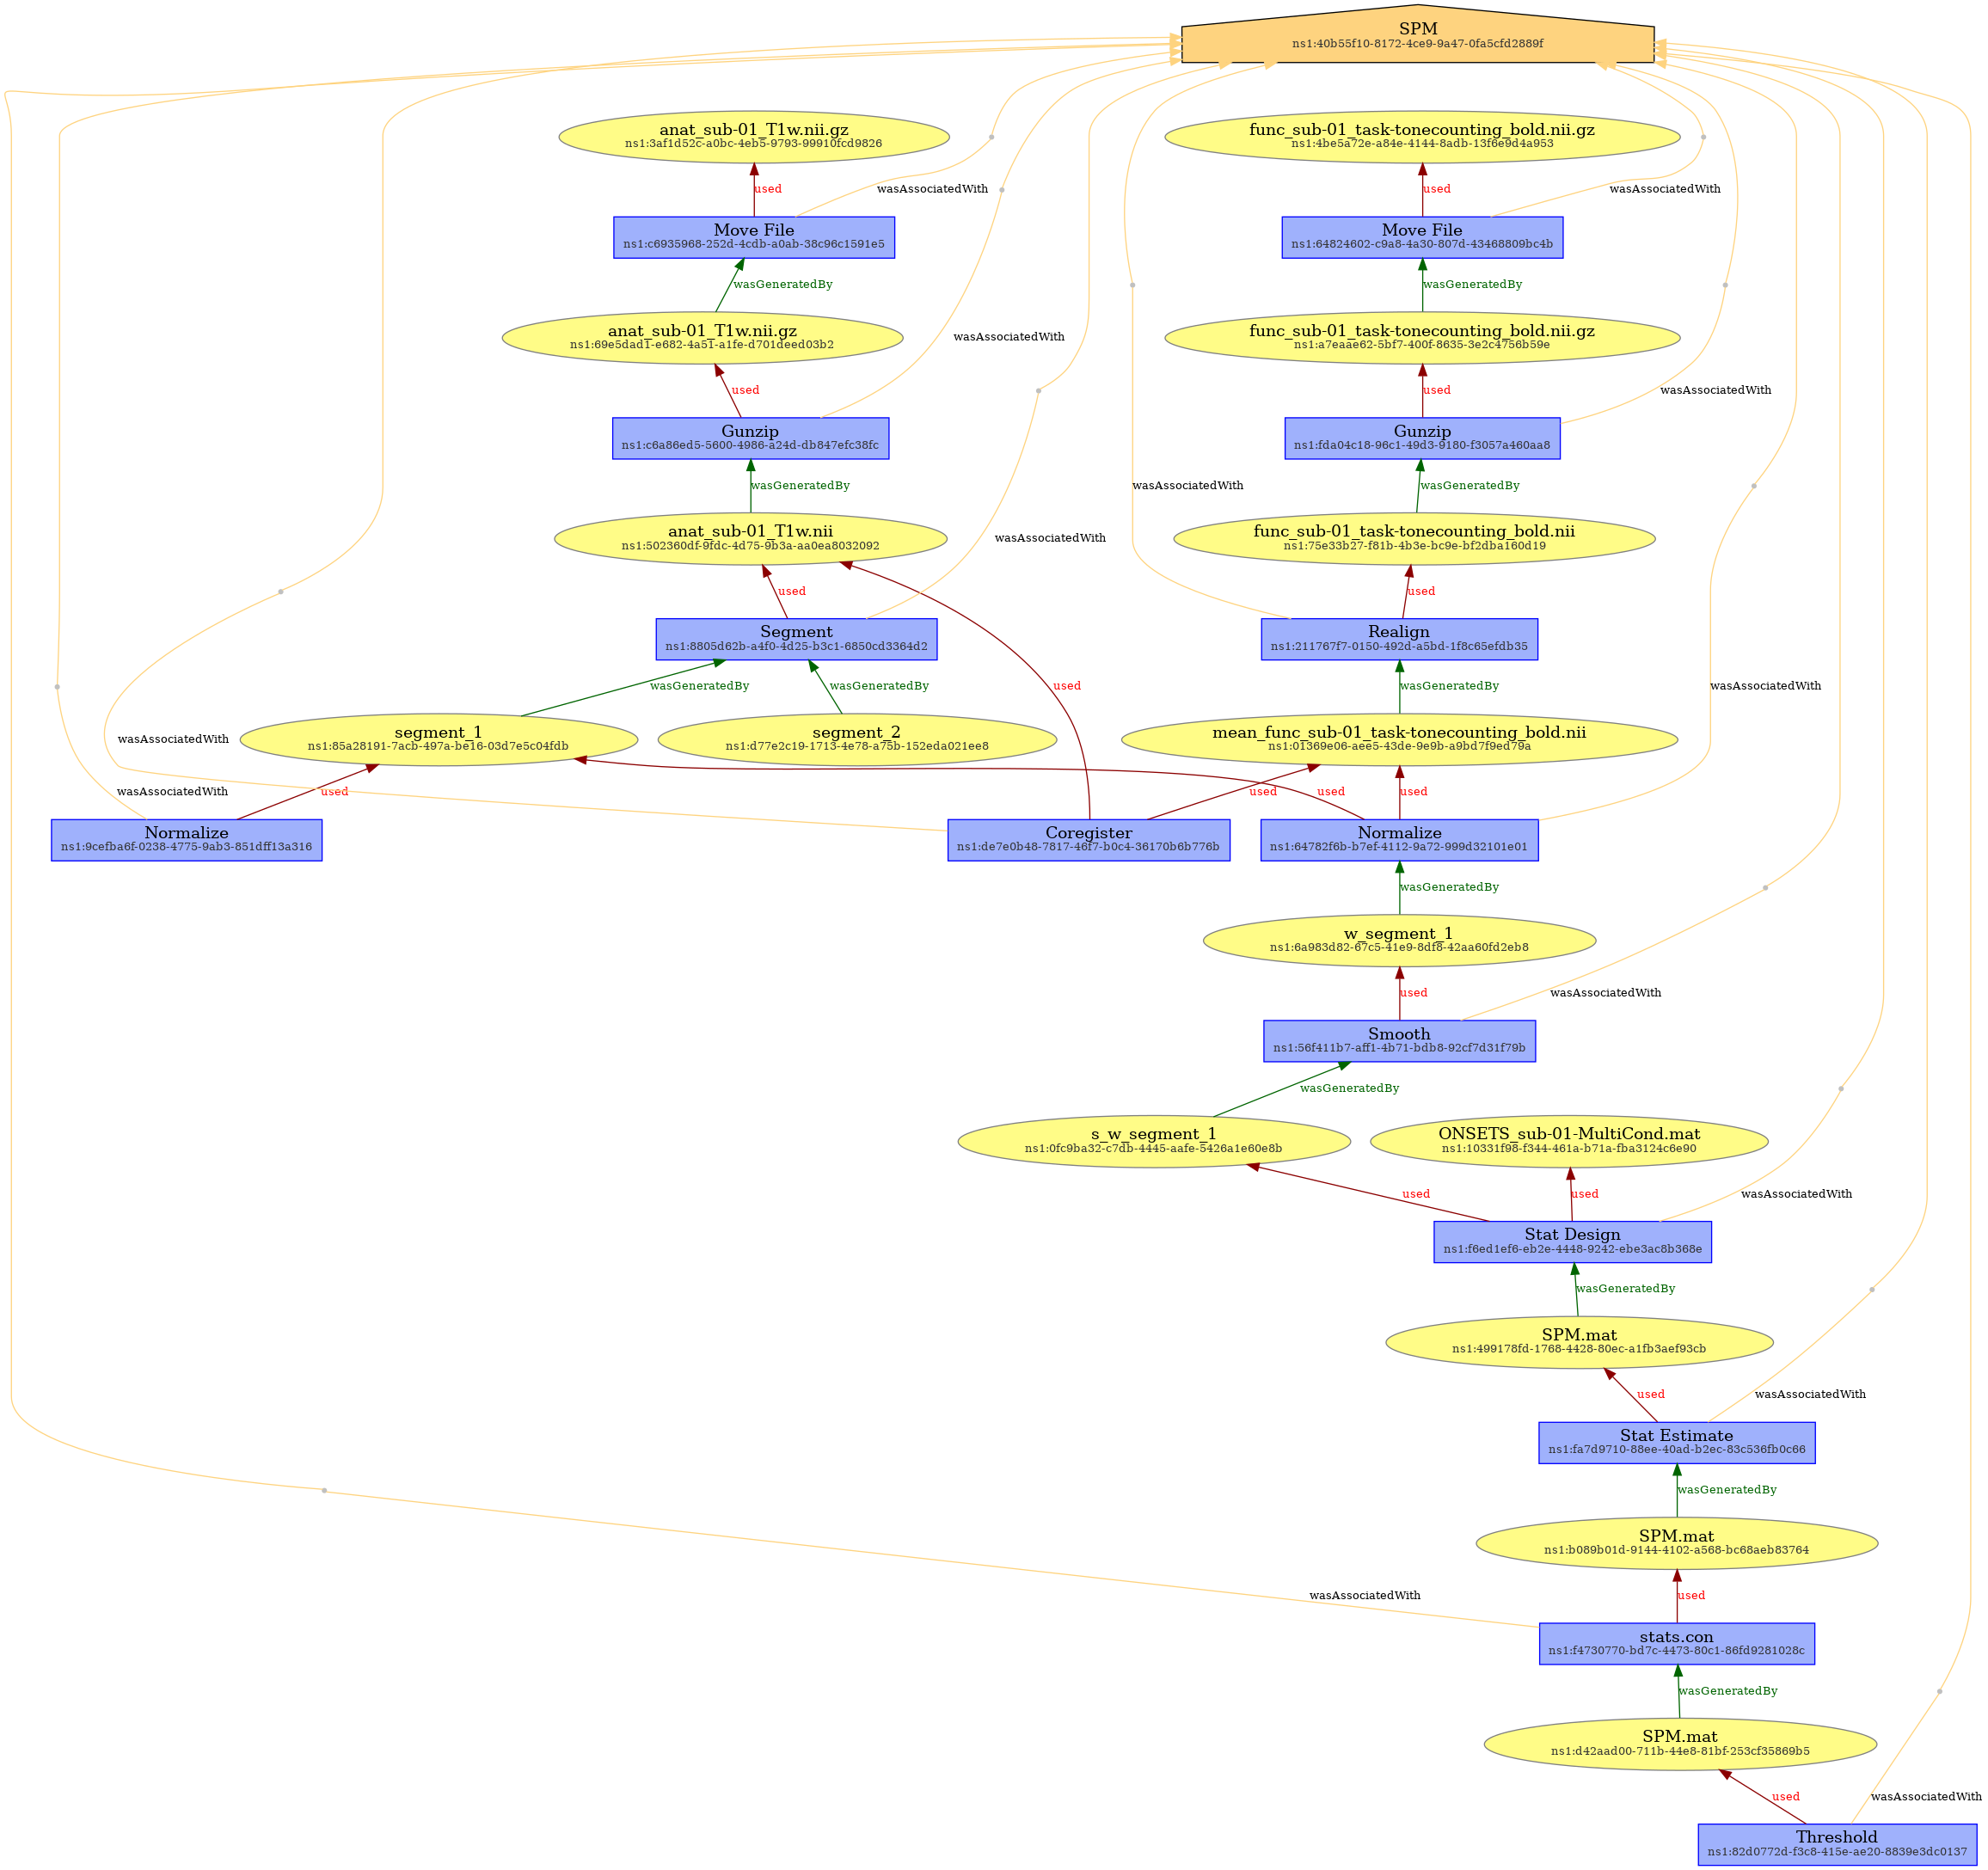 SPM
ns1:40b55f10-8172-4ce9-9a47-0fa5cfd2889f
anat_sub-01_T1w.nii.gz
ns1:3af1d52c-a0bc-4eb5-9793-99910fcd9826
func_sub-01_task-tonecounting_bold.nii.gz
ns1:4be5a72e-a84e-4144-8adb-13f6e9d4a953
used
wasAssociatedWith
used
wasAssociatedWith
Move File
ns1:c6935968-252d-4cdb-a0ab-38c96c1591e5
Move File
ns1:64824602-c9a8-4a30-807d-43468809bc4b
wasGeneratedBy
wasGeneratedBy
anat_sub-01_T1w.nii.gz
ns1:69e5dad1-e682-4a51-a1fe-d701deed03b2
wasAssociatedWith
func_sub-01_task-tonecounting_bold.nii.gz
ns1:a7eaae62-5bf7-400f-8635-3e2c4756b59e
used
used
wasAssociatedWith
Gunzip
ns1:c6a86ed5-5600-4986-a24d-db847efc38fc
Gunzip
ns1:fda04c18-96c1-49d3-9180-f3057a460aa8
wasGeneratedBy
wasAssociatedWith
wasGeneratedBy
anat_sub-01_T1w.nii
ns1:502360df-9fdc-4d75-9b3a-aa0ea8032092
wasAssociatedWith
func_sub-01_task-tonecounting_bold.nii
ns1:75e33b27-f81b-4b3e-bc9e-bf2dba160d19
used
used
Segment
ns1:8805d62b-a4f0-4d25-b3c1-6850cd3364d2
Realign
ns1:211767f7-0150-492d-a5bd-1f8c65efdb35
wasGeneratedBy
wasGeneratedBy
used
wasGeneratedBy
wasAssociatedWith
wasAssociatedWith
segment_1
ns1:85a28191-7acb-497a-be16-03d7e5c04fdb
segment_2
ns1:d77e2c19-1713-4e78-a75b-152eda021ee8
mean_func_sub-01_task-tonecounting_bold.nii
ns1:01369e06-aee5-43de-9e9b-a9bd7f9ed79a
wasAssociatedWith
used
used
used
used
Normalize
ns1:9cefba6f-0238-4775-9ab3-851dff13a316
Coregister
ns1:de7e0b48-7817-46f7-b0c4-36170b6b776b
Normalize
ns1:64782f6b-b7ef-4112-9a72-999d32101e01
wasGeneratedBy
w_segment_1
ns1:6a983d82-67c5-41e9-8df8-42aa60fd2eb8
used
wasAssociatedWith
Smooth
ns1:56f411b7-aff1-4b71-bdb8-92cf7d31f79b
wasGeneratedBy
s_w_segment_1
ns1:0fc9ba32-c7db-4445-aafe-5426a1e60e8b
ONSETS_sub-01-MultiCond.mat
ns1:10331f98-f344-461a-b71a-fba3124c6e90
used
used
wasAssociatedWith
Stat Design
ns1:f6ed1ef6-eb2e-4448-9242-ebe3ac8b368e
wasGeneratedBy
SPM.mat
ns1:499178fd-1768-4428-80ec-a1fb3aef93cb
used
wasAssociatedWith
Stat Estimate
ns1:fa7d9710-88ee-40ad-b2ec-83c536fb0c66
wasGeneratedBy
SPM.mat
ns1:b089b01d-9144-4102-a568-bc68aeb83764
wasAssociatedWith
used
stats.con
ns1:f4730770-bd7c-4473-80c1-86fd9281028c
wasGeneratedBy
SPM.mat
ns1:d42aad00-711b-44e8-81bf-253cf35869b5
used
wasAssociatedWith
Threshold
ns1:82d0772d-f3c8-415e-ae20-8839e3dc0137